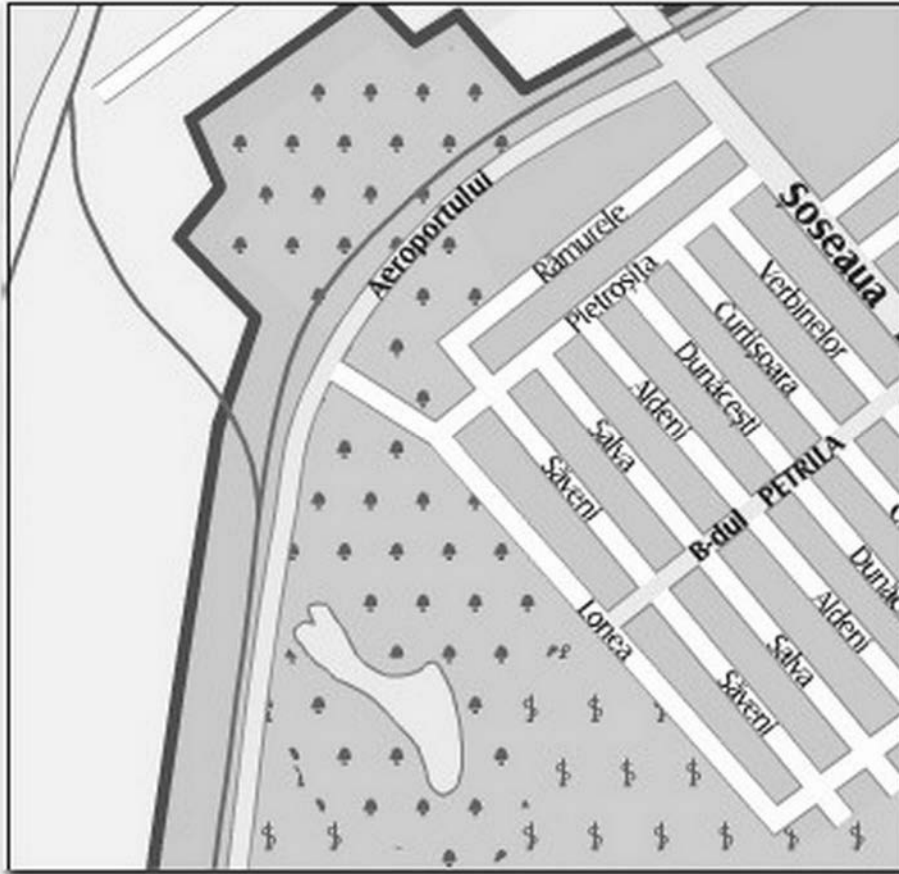 Aeroportului
Soseaua
Ramurele
Pietroșița
Verbinelor
Curtișoara
Dunăcești
Aldeni
Salva
Săveni
B-dul PETRILA
Lonea
Aldeni
Salva
Săveni